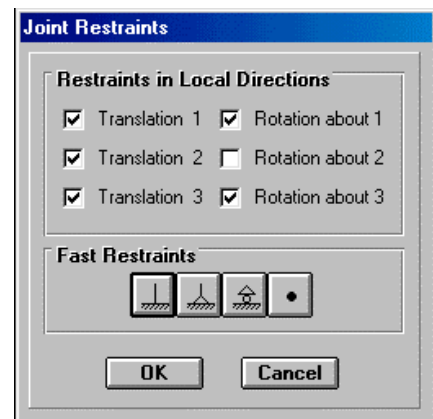 Joint Restraints
Restraints in Local Directions
Translation 1 Rotation about 1
Translation 2 Rotation about 2
Translation 3 Rotation about 3
Fast Restraints
OK Cancel